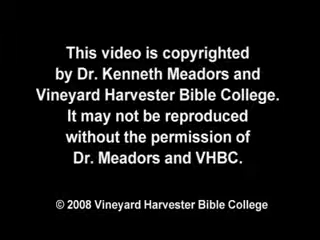 This video is copyrighted
by Dr. Kenneth Meadors and
Vineyard Harvester Bible College.
It may not be reproduced
without the permission of
Dr. Meadors and VHBC.
© 2008 Vineyard Harvester Bible College